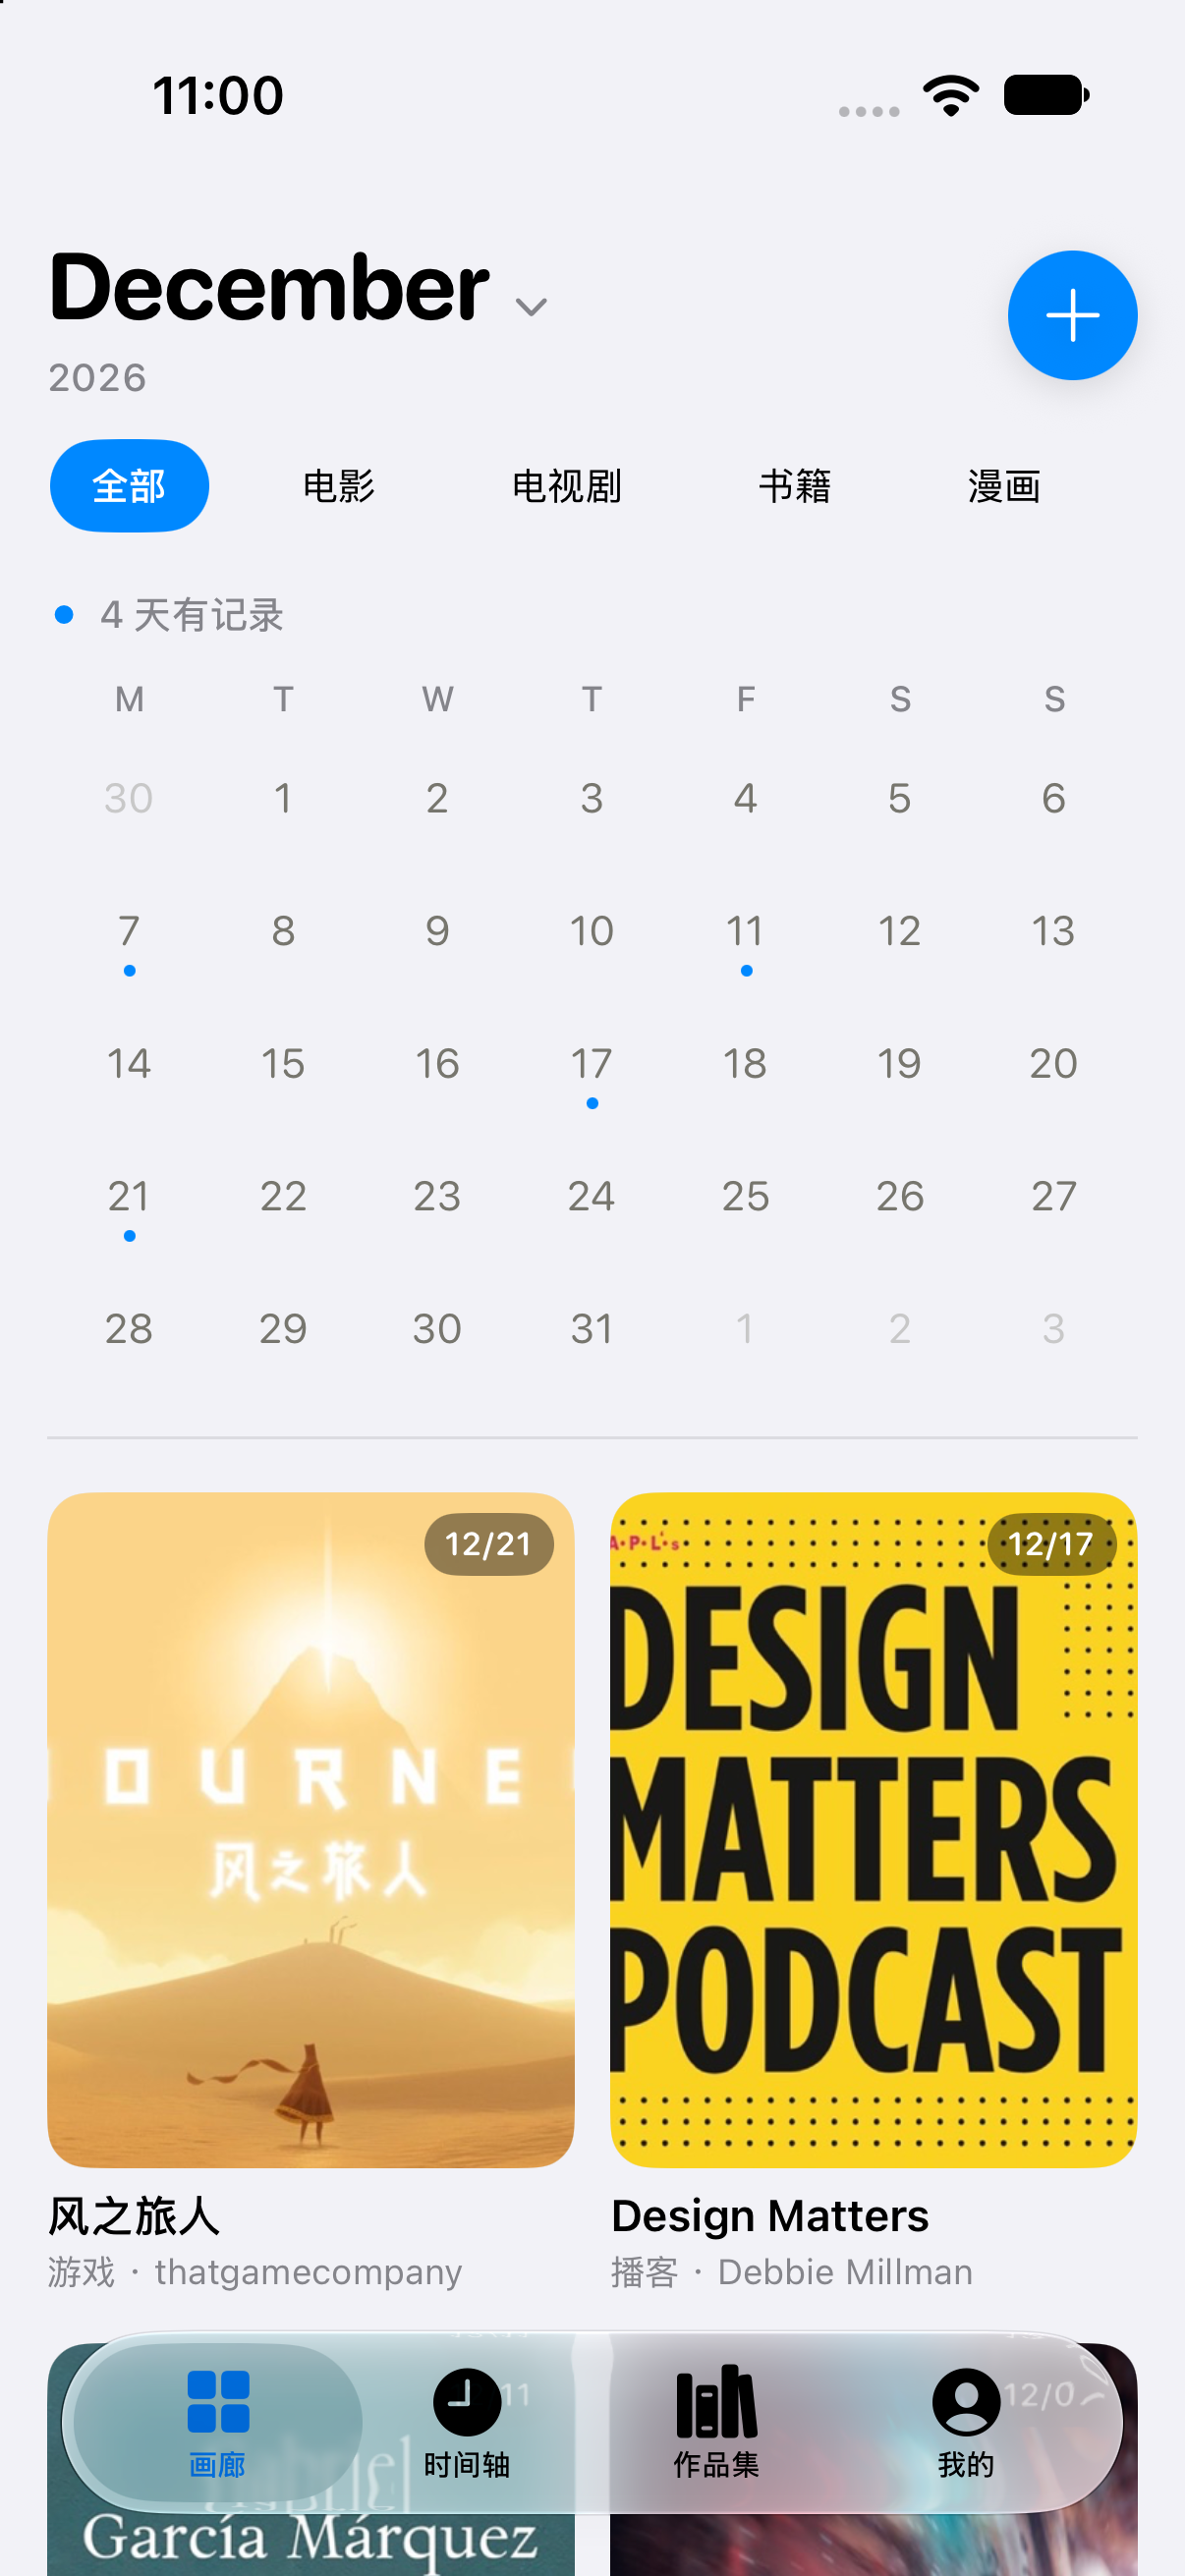 11:00
December
2026
全部 电影 电视剧 书籍 漫画
4 天有记录
M T W T F S S
30 1 2 3 4 5 6
7 8 9 10 11 12 13
14 15 16 17 18 19 20
21 22 23 24 25 26 27
28 29 30 31 1 2 3
12/21
OURNE
风之旅人
12/17
A·P·L's
DESIGN
MATTERS
PODCAST
风之旅人
游戏 · thatgamecompany
Design Matters
播客 · Debbie Millman
画廊 时间轴 作品集 我的
García Márquez